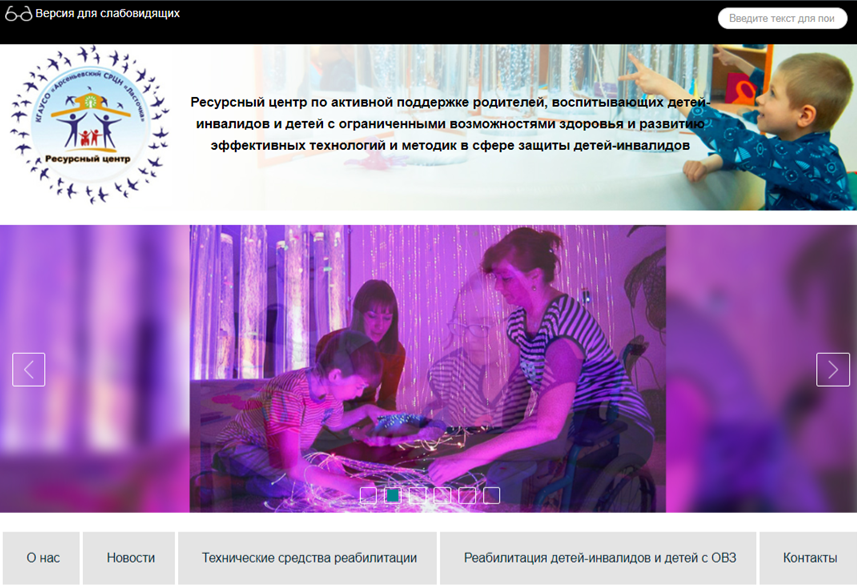 Версия для слабовидящих
Введите текст для пои
КГАУСО «Арсеньевский СРЦН «Ласточка»
Ресурсный центр
Ресурсный центр по активной поддержке родителей, воспитывающих детей-
инвалидов и детей с ограниченными возможностями здоровья и развитию
эффективных технологий и методик в сфере защиты детей-инвалидов
О нас
Новости
Технические средства реабилитации
Реабилитация детей-инвалидов и детей с ОВЗ
Контакты